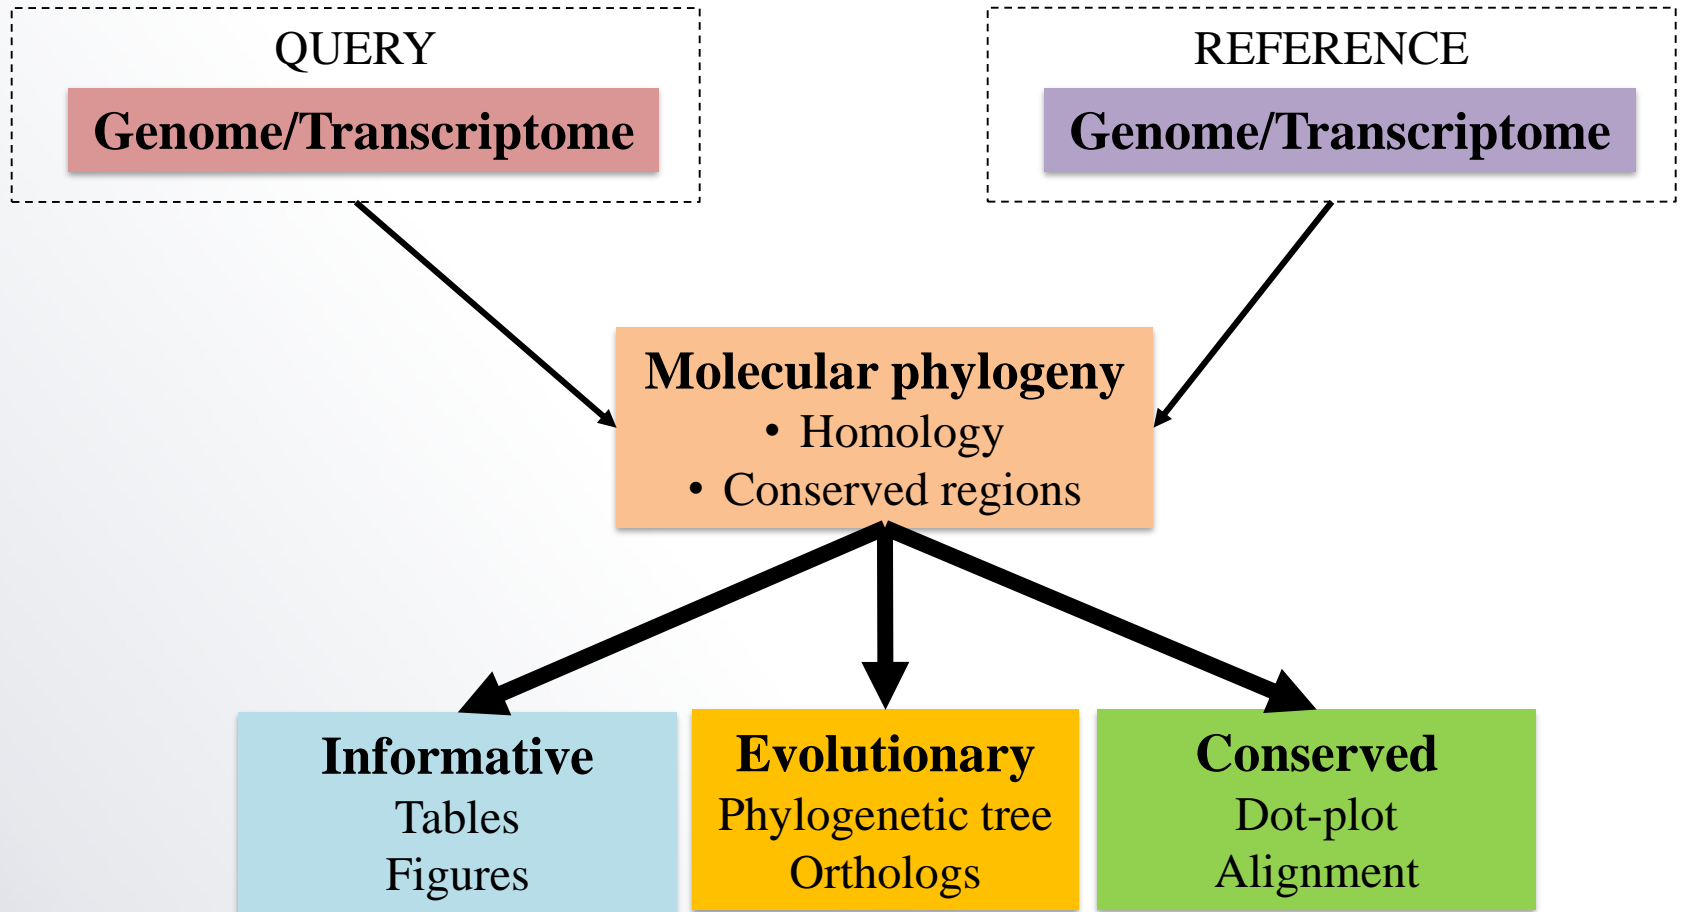 QUERY
Genome/Transcriptome
REFERENCE
Genome/Transcriptome
Molecular phylogeny
• Homology
• Conserved regions
Informative
Tables
Figures
Evolutionary
Phylogenetic tree
Orthologs
Conserved
Dot-plot
Alignment